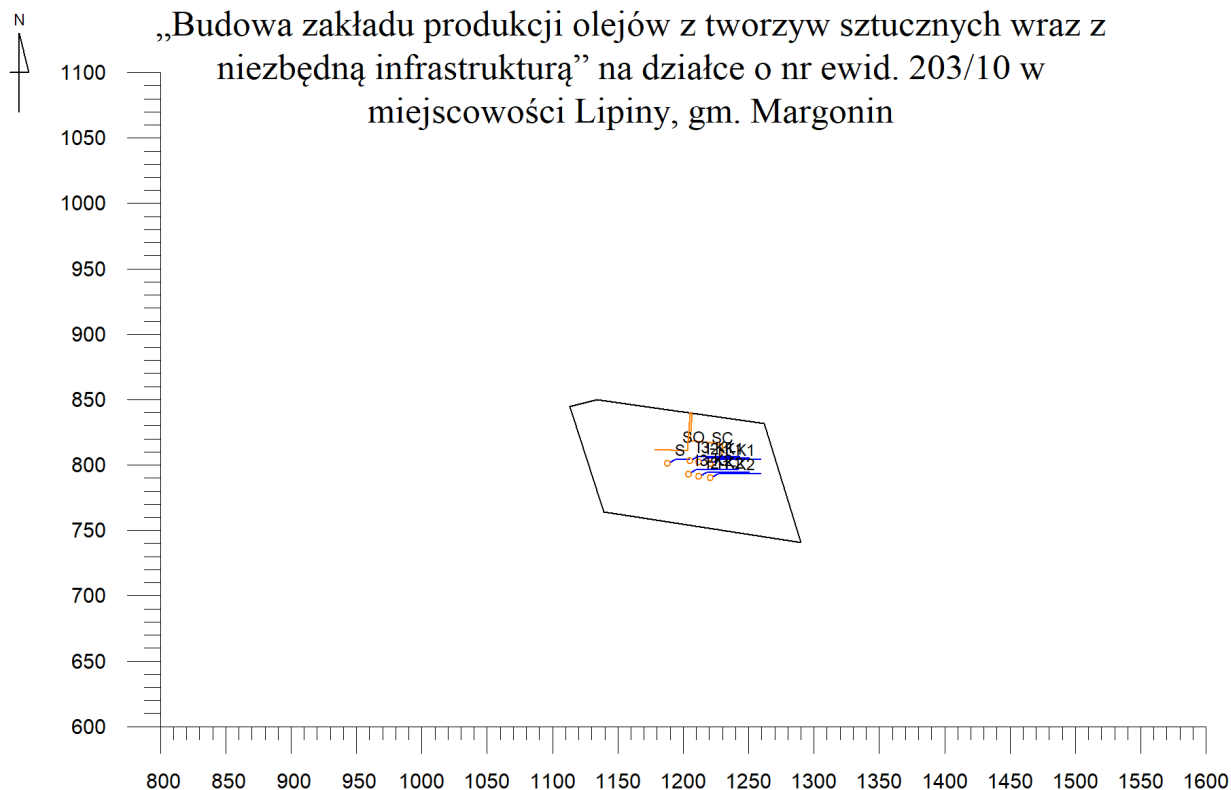 N
„Budowa zakładu produkcji olejów z tworzyw sztucznych wraz z
niezbędną infrastrukturą” na działce o nr ewid. 203/10 w
miejscowości Lipiny, gm. Margonin
1100
1050
1000
950
900
850
800
750
700
650
600
SO SC
S
800 850 900 950 1000 1050 1100 1150 1200 1250 1300 1350 1400 1450 1500 1550 1600